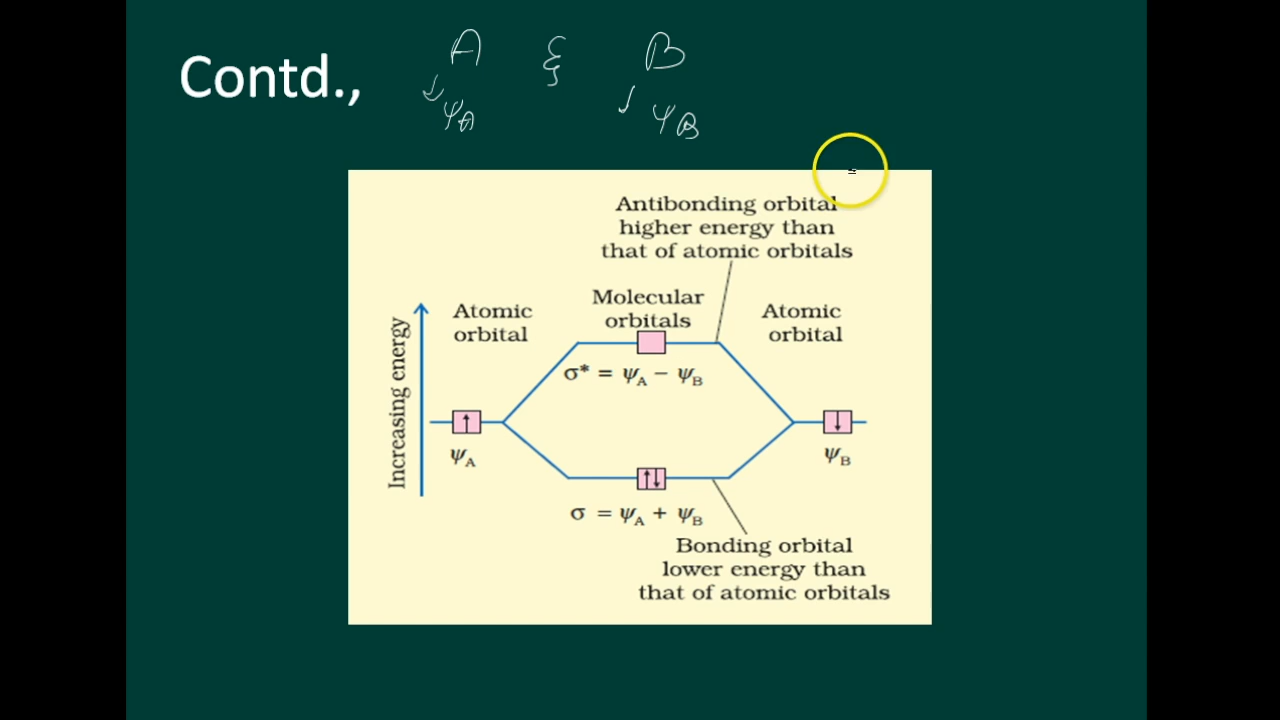 Contd.,
A & B
ψA ψB
Antibonding orbital
higher energy than
that of atomic orbitals
Molecular
orbitals
Atomic
orbital
Atomic
orbital
Increasing energy
σ* = ψA − ψB
ψA
ψB
σ = ψA + ψB
Bonding orbital
lower energy than
that of atomic orbitals